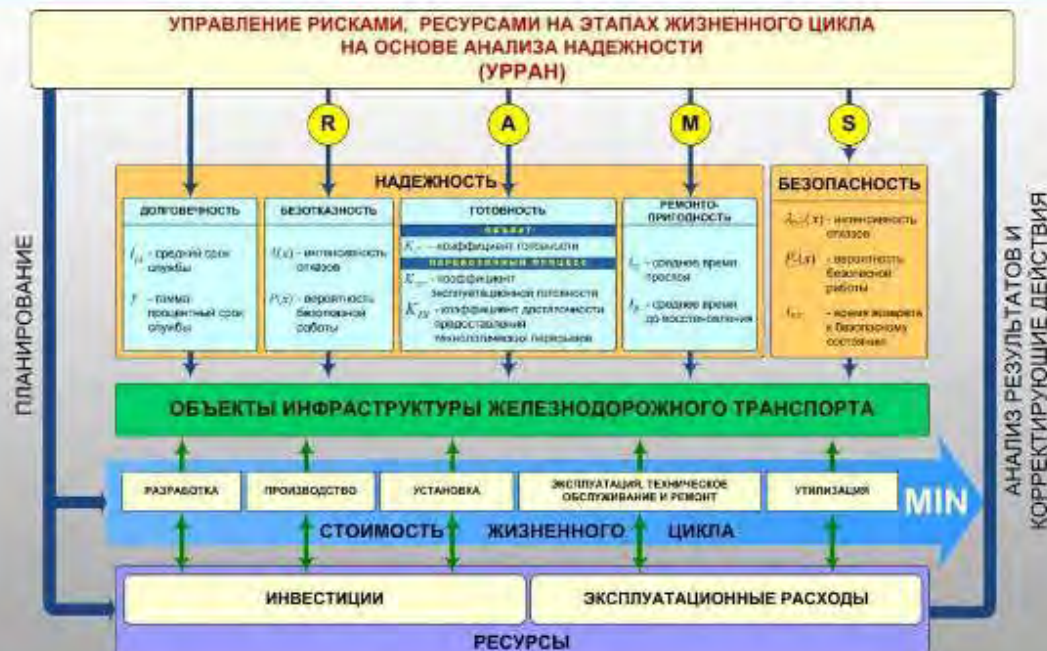 УПРАВЛЕНИЕ РИСКАМИ, РЕСУРСАМИ НА ЭТАПАХ ЖИЗНЕННОГО ЦИКЛА
НА ОСНОВЕ АНАЛИЗА НАДЕЖНОСТИ
(УРРАН)
R
A
M
S
НАДЕЖНОСТЬ
БЕЗОПАСНОСТЬ
ДОЛГОВЕЧНОСТЬ
- средний срок
службы
- гамма
процентный срок
службы
БЕЗОТКАЗНОСТЬ
- интенсивность
отказов
P(x) - вероятность
безотказной
работы
ГОТОВНОСТЬ
ОБЪЕКТ
- коэффициент готовности
ПЕРЕВОЗОЧНЫЙ ПРОЦЕСС
- коэффициент
эксплуатационной готовности
- коэффициент достаточности
предоставления
технологических перерывов
РЕМОНТО-
ПРИГОДНОСТЬ
- среднее время
простоя
- среднее время
до восстановления
- интенсивность
отказов
- вероятность
безопасной
работы
- время возврата
к безопасному
состоянию
ПЛАНИРОВАНИЕ
АНАЛИЗ РЕЗУЛЬТАТОВ И
КОРРЕКТИРУЮЩИЕ ДЕЙСТВИЯ
ОБЪЕКТЫ ИНФРАСТРУКТУРЫ ЖЕЛЕЗНОДОРОЖНОГО ТРАНСПОРТА
РАЗРАБОТКА
ПРОИЗВОДСТВО
УСТАНОВКА
ЭКСПЛУАТАЦИЯ, ТЕХНИЧЕСКОЕ
ОБСЛУЖИВАНИЕ И РЕМОНТ
УТИЛИЗАЦИЯ
MIN
СТОИМОСТЬ ЖИЗНЕННОГО ЦИКЛА
ИНВЕСТИЦИИ
ЭКСПЛУАТАЦИОННЫЕ РАСХОДЫ
РЕСУРСЫ